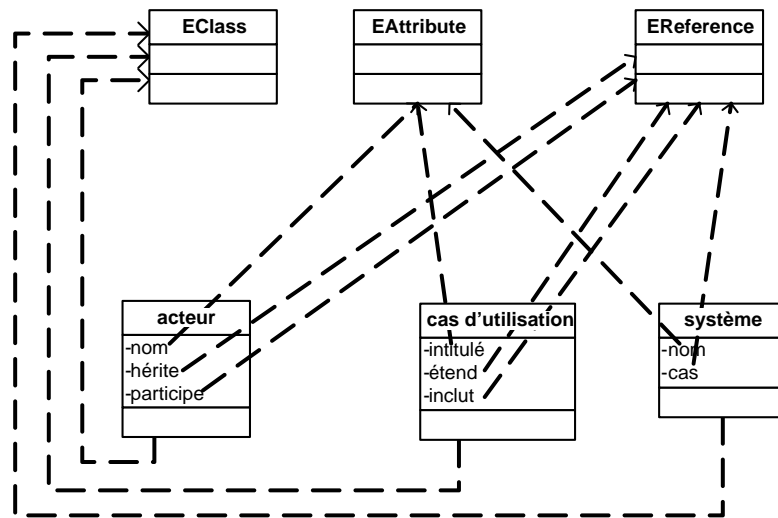 EClass
EAttribute
EReference
acteur
-nom
-hérite
-participe
cas d'utilisation
-intitulé
-étend
-inclut
système
-nom
-cas